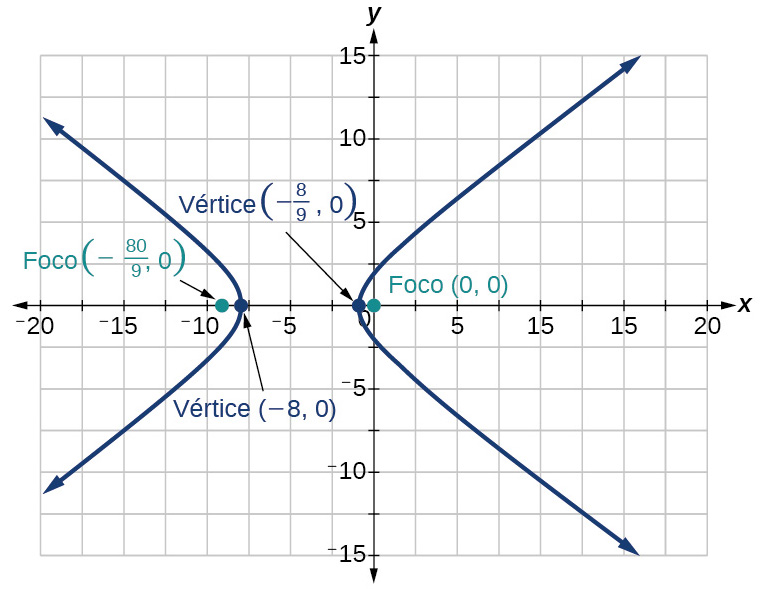 y
15
10
Vértice (−8/9, 0)
5
Foco (−80/9, 0)
Foco (0, 0)
x
−20 −15 −10 −5 0 5 15 15 20
−5
Vértice (−8, 0)
−10
−15